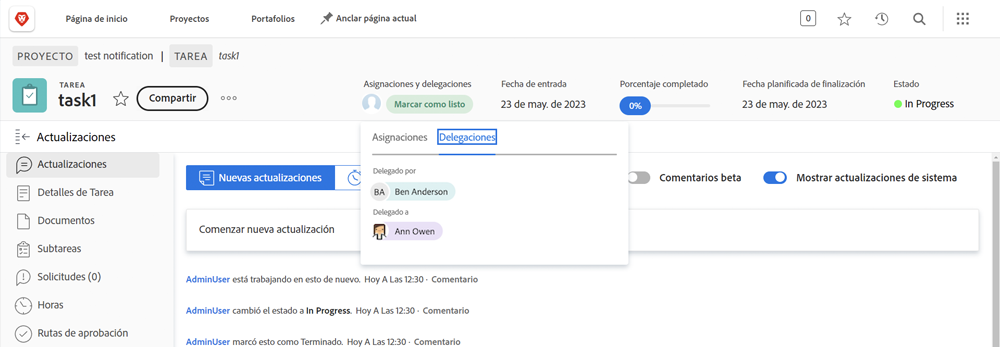 Página de inicio Proyectos Portafolios Anclar página actual 0
PROYECTO test notification | TAREA task1
TAREA
task1 Compartir
Asignaciones y delegaciones Fecha de entrada Porcentaje completado Fecha planificada de finalización Estado
Marcar como listo 23 de may. de 2023 0% 23 de may. de 2023 In Progress
Actualizaciones
Asignaciones Delegaciones
Actualizaciones
Detalles de Tarea
Documentos
Subtareas
Solicitudes (0)
Horas
Rutas de aprobación
Nuevas actualizaciones Comentarios beta Mostrar actualizaciones de sistema
Delegado por
BA Ben Anderson
Delegado a
Ann Owen
Comenzar nueva actualización
AdminUser está trabajando en esto de nuevo. Hoy A Las 12:30 · Comentario
AdminUser cambió el estado a In Progress. Hoy A Las 12:30 · Comentario
AdminUser marcó esto como Terminado. Hoy A Las 12:30 · Comentario